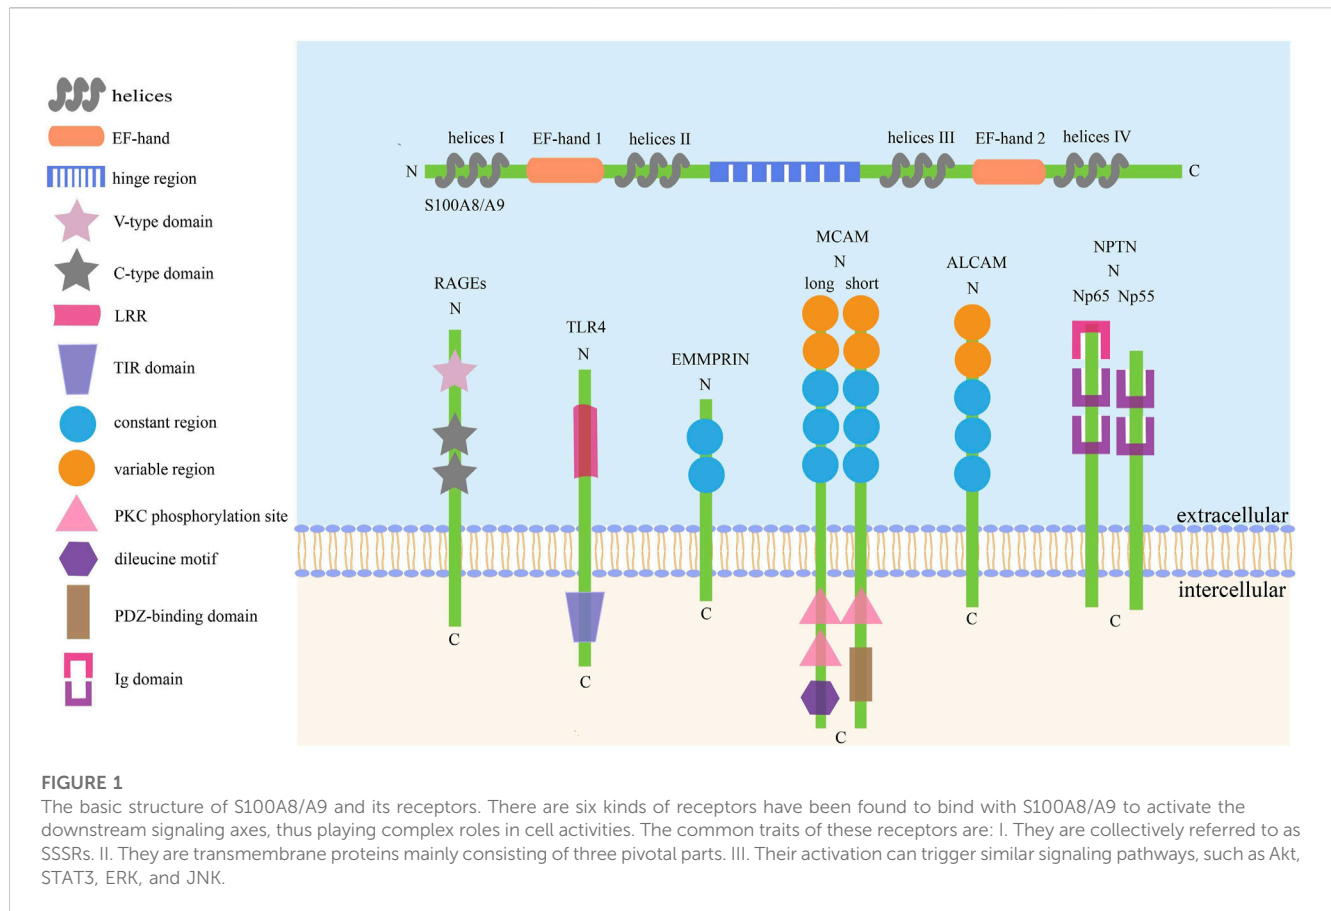 helices
EF-hand
hinge region
V-type domain
C-type domain
LRR
TIR domain
constant region
variable region
PKC phosphorylation site
dileucine motif
PDZ-binding domain
Ig domain
helices I EF-hand 1 helices II helices III EF-hand 2 helices IV
N C
S100A8/A9
RAGEs
N
C
TLR4
N
C
EMMPRIN
N
C
MCAM
N
long short
C
ALCAM
N
C
NPTN
N
Np65 Np55
C
extracellular
intercellular
FIGURE 1
The basic structure of S100A8/A9 and its receptors. There are six kinds of receptors have been found to bind with S100A8/A9 to activate the
downstream signaling axes, thus playing complex roles in cell activities. The common traits of these receptors are: I. They are collectively referred to as
SSSRs. II. They are transmembrane proteins mainly consisting of three pivotal parts. III. Their activation can trigger similar signaling pathways, such as Akt,
STAT3, ERK, and JNK.